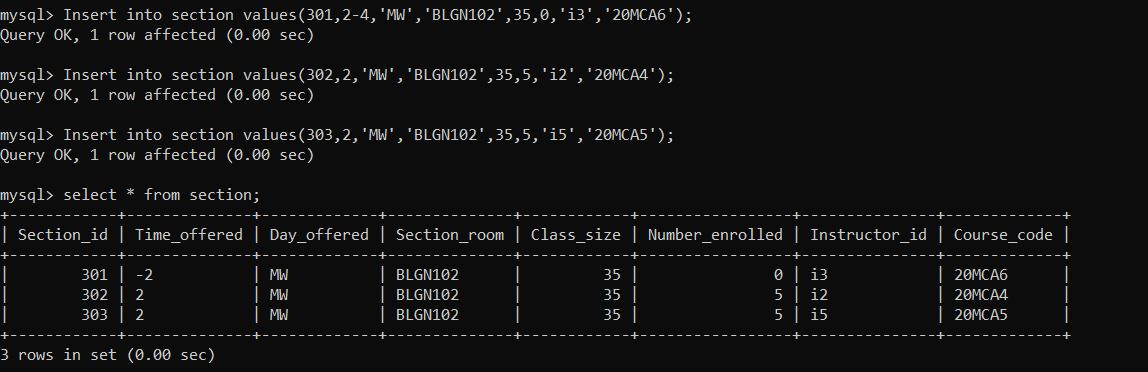 mysql> Insert into section values(301,2-4,'MW','BLGN102',35,0,'i3','20MCA6');
Query OK, 1 row affected (0.00 sec)

mysql> Insert into section values(302,2,'MW','BLGN102',35,5,'i2','20MCA4');
Query OK, 1 row affected (0.00 sec)

mysql> Insert into section values(303,2,'MW','BLGN102',35,5,'i5','20MCA5');
Query OK, 1 row affected (0.00 sec)

mysql> select * from section;
+------------+--------------+-------------+--------------+------------+-----------------+---------------+-------------+
| Section_id | Time_offered | Day_offered | Section_room | Class_size | Number_enrolled | Instructor_id | Course_code |
+------------+--------------+-------------+--------------+------------+-----------------+---------------+-------------+
|        301 | -2           | MW          | BLGN102      |         35 |               0 | i3            | 20MCA6      |
|        302 | 2            | MW          | BLGN102      |         35 |               5 | i2            | 20MCA4      |
|        303 | 2            | MW          | BLGN102      |         35 |               5 | i5            | 20MCA5      |
+------------+--------------+-------------+--------------+------------+-----------------+---------------+-------------+
3 rows in set (0.00 sec)